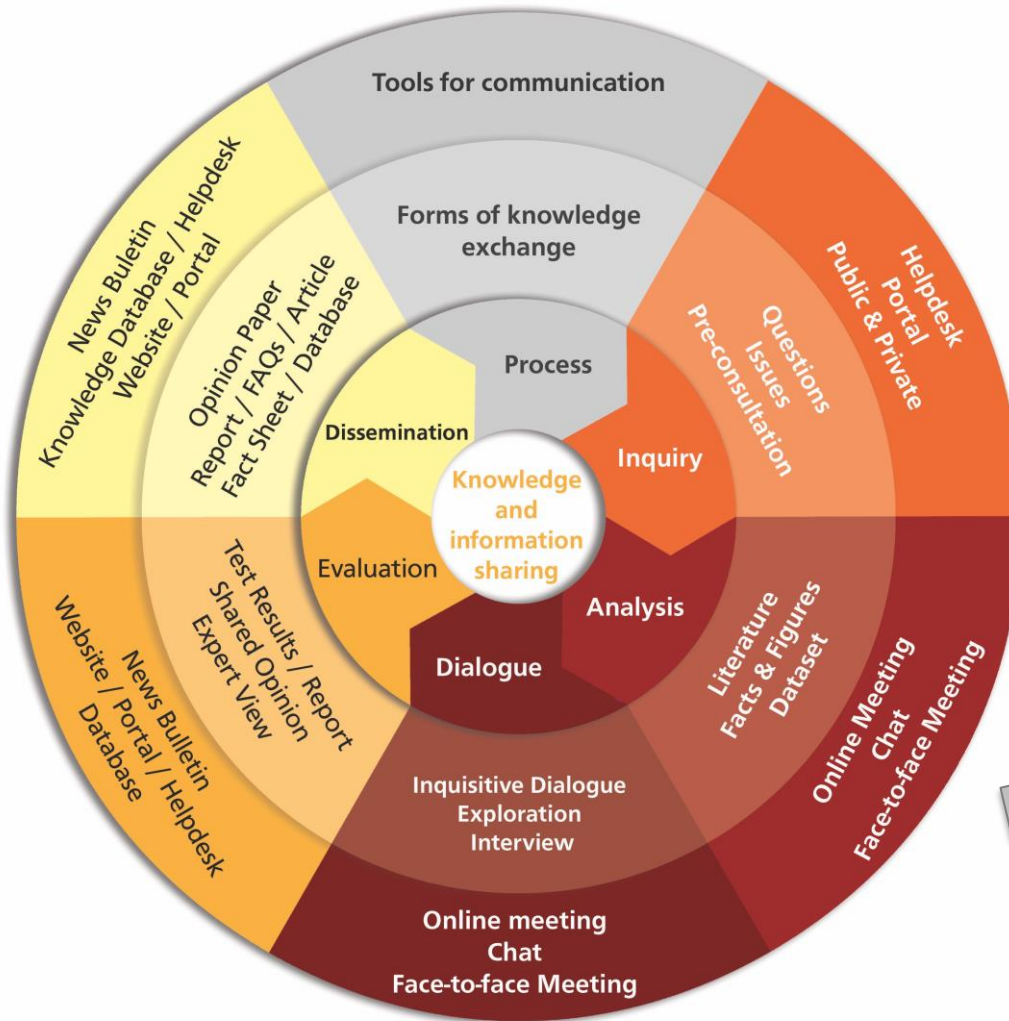 Tools for communication
Forms of knowledge
exchange
Process
Helpdesk
Portal
Public & Private
Questions
Issues
Pre-consultation
Inquiry
Online Meeting
Chat
Face-to-face Meeting
Literature
Facts & Figures
Dataset
Analysis
Dialogue
Inquisitive Dialogue
Exploration
Interview
Online meeting
Chat
Face-to-face Meeting
Evaluation
Test Results / Report
Shared Opinion
Expert View
News Bulletin
Website / Portal / Helpdesk
Database
Dissemination
Opinion Paper
Report / FAQs / Article
Fact Sheet / Database
News Buletin
Knowledge Database / Helpdesk
Website / Portal
Knowledge
and
information
sharing